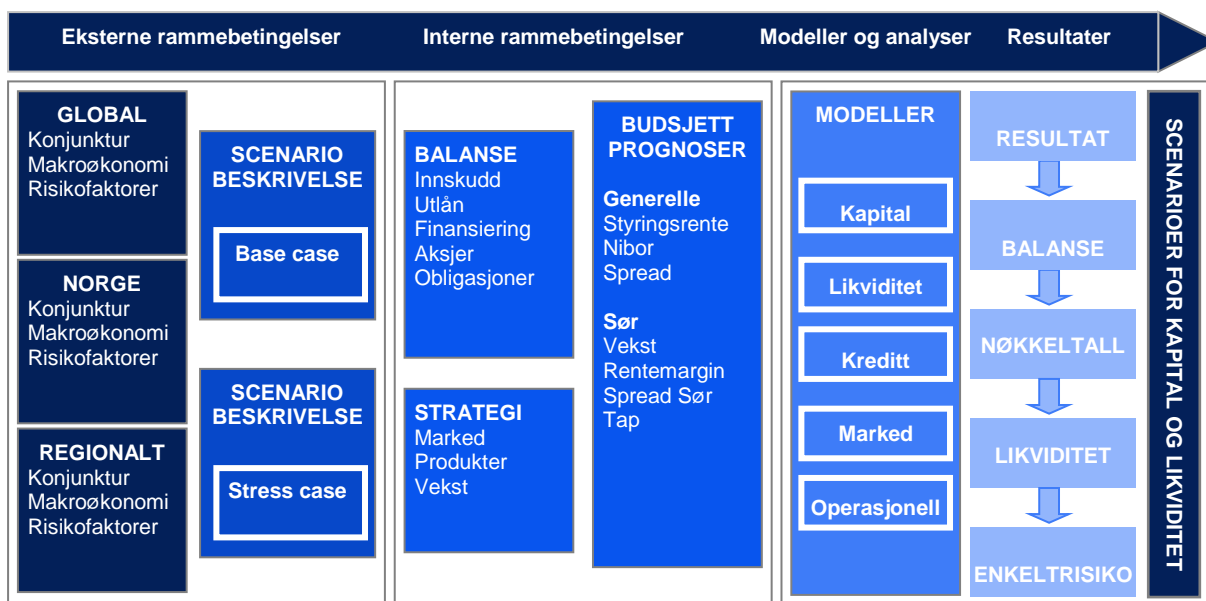 Eksterne rammebetingelser
Interne rammebetingelser
Modeller og analyser
Resultater
GLOBAL
Konjunktur
Makroøkonomi
Risikofaktorer
NORGE
Konjunktur
Makroøkonomi
Risikofaktorer
REGIONALT
Konjunktur
Makroøkonomi
Risikofaktorer
SCENARIO
BESKRIVELSE
Base case
SCENARIO
BESKRIVELSE
Stress case
BALANSE
Innskudd
Utlån
Finansiering
Aksjer
Obligasjoner
STRATEGI
Marked
Produkter
Vekst
BUDSJETT
PROGNOSER
Generelle
Styringsrente
Nibor
Spread
Sør
Vekst
Rentemargin
Spread Sør
Tap
MODELLER
Kapital
Likviditet
Kreditt
Marked
Operasjonell
RESULTAT
BALANSE
NØKKELTALL
LIKVIDITET
ENKELTRISIKO
SCENARIOER FOR KAPITAL OG LIKVIDITET